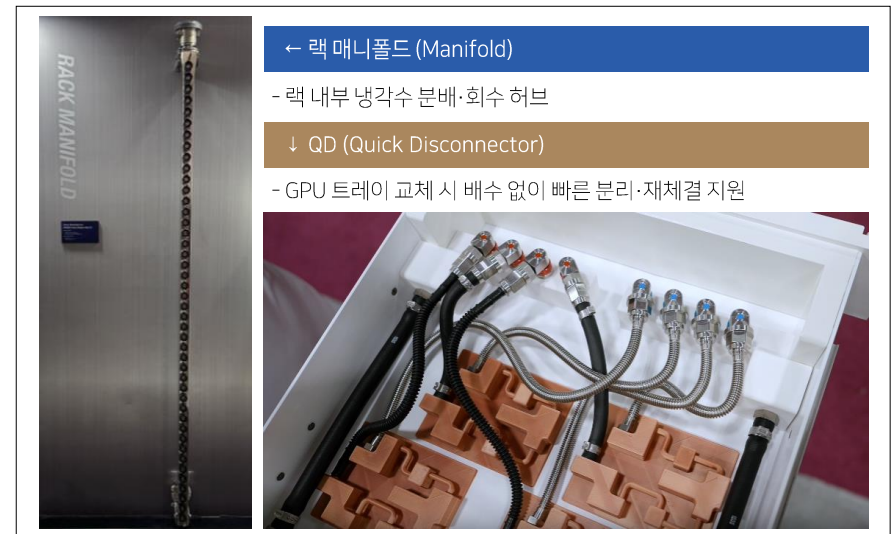 RACK MANIFOLD
← 랙 매니폴드 (Manifold)
- 랙 내부 냉각수 분배·회수 허브
↓ QD (Quick Disconnector)
- GPU 트레이 교체 시 배수 없이 빠른 분리·재체결 지원